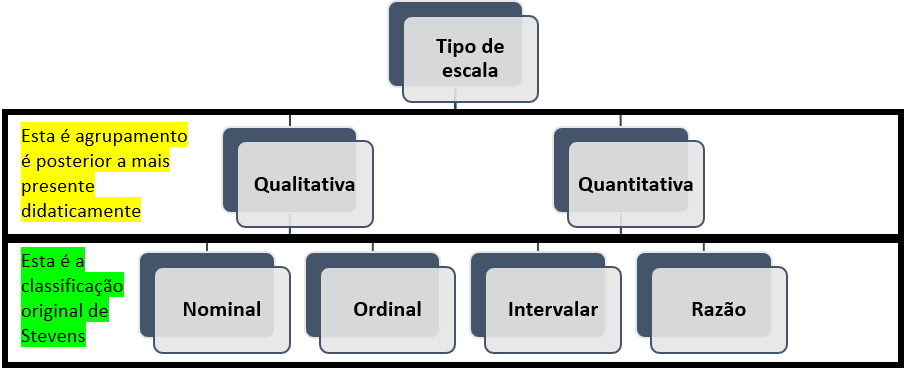 Tipo de
escala
Esta é agrupamento
é posterior a mais
presente
didaticamente
Qualitativa
Quantitativa
Esta é a
classificação
original de
Stevens
Nominal
Ordinal
Intervalar
Razão